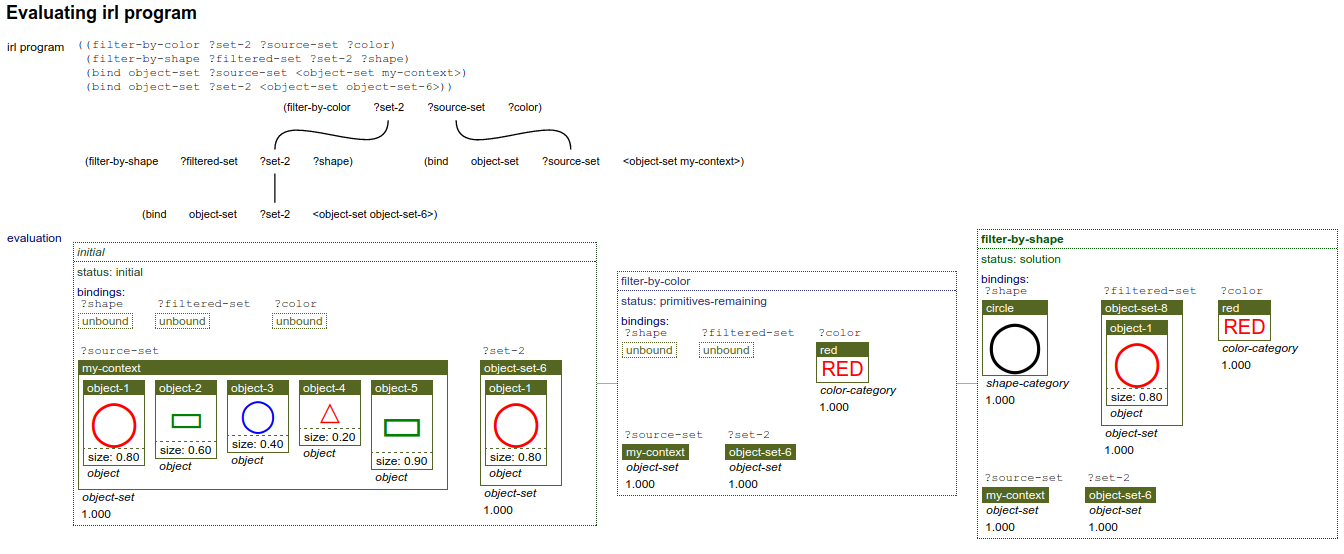 Evaluating irl program
irl program
((filter-by-color ?set-2 ?source-set ?color)
(filter-by-shape ?filtered-set ?set-2 ?shape)
(bind object-set ?source-set <object-set my-context>)
(bind object-set ?set-2 <object-set object-set-6>))
(filter-by-color ?set-2 ?source-set ?color)
(filter-by-shape ?filtered-set ?set-2 ?shape)
(bind object-set ?source-set <object-set my-context>)
(bind object-set ?set-2 <object-set object-set-6>)
evaluation
initial
status: initial
bindings:
?shape ?filtered-set ?color
unbound unbound unbound
?source-set ?set-2
my-context object-set-6
object-1 object-2 object-3 object-4 object-5 object-1
size: 0.80 size: 0.60 size: 0.40 size: 0.20 size: 0.90 size: 0.80
object object object object object object
object-set object-set
1.000 1.000
filter-by-color
status: primitives-remaining
bindings:
?shape ?filtered-set ?color
unbound unbound red
RED
color-category
1.000
?source-set ?set-2
my-context object-set-6
object-set object-set
1.000 1.000
filter-by-shape
status: solution
bindings:
?shape ?filtered-set ?color
circle object-set-8 red
object-1 RED
color-category
1.000
shape-category size: 0.80
1.000 object
object-set
1.000
?source-set ?set-2
my-context object-set-6
object-set object-set
1.000 1.000